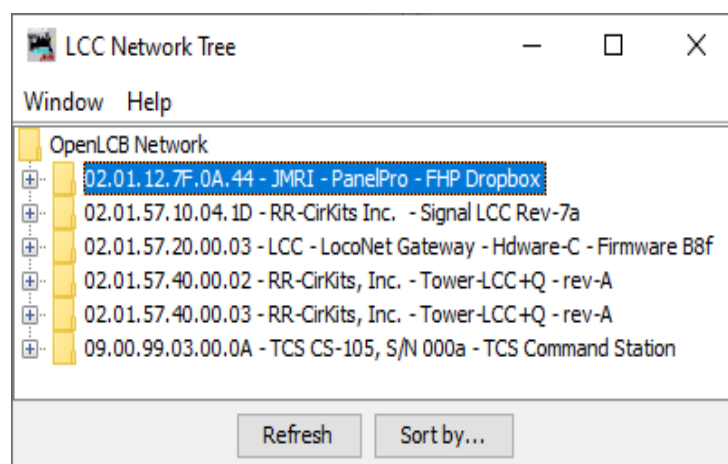 LCC Network Tree
Window Help
OpenLCB Network
02.01.12.7F.0A.44 - JMRI - PanelPro - FHP Dropbox
02.01.57.10.04.1D - RR-CirKits Inc. - Signal LCC Rev-7a
02.01.57.20.00.03 - LCC - LocoNet Gateway - Hdware-C - Firmware B8f
02.01.57.40.00.02 - RR-CirKits, Inc. - Tower-LCC+Q - rev-A
02.01.57.40.00.03 - RR-CirKits, Inc. - Tower-LCC+Q - rev-A
09.00.99.03.00.0A - TCS CS-105, S/N 000a - TCS Command Station
Refresh Sort by...